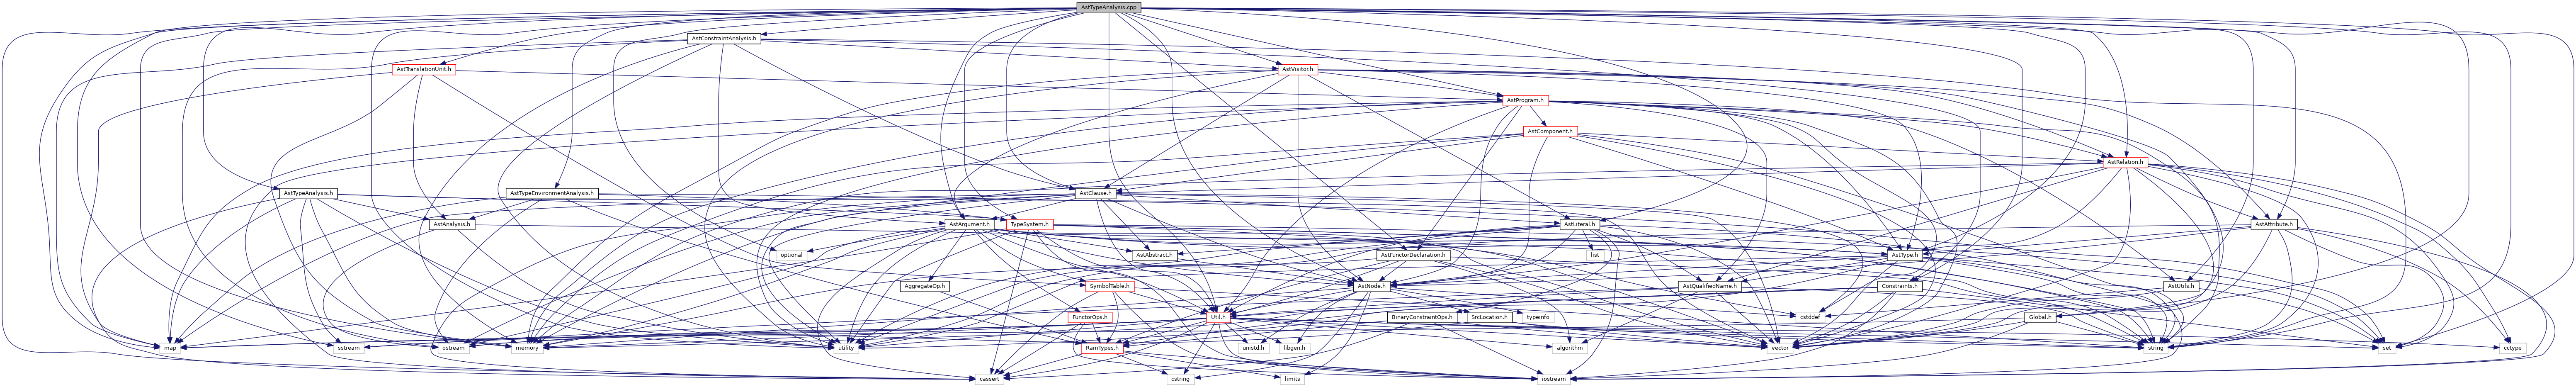 AstTypeAnalysis.cpp
AstConstraintAnalysis.h
AstTranslationUnit.h
AstVisitor.h
AstProgram.h
AstComponent.h
AstRelation.h
AstTypeAnalysis.h
AstTypeEnvironmentAnalysis.h
AstClause.h
AstAnalysis.h
AstArgument.h
TypeSystem.h
AstLiteral.h
AstAttribute.h
optional
AstAbstract.h
AstFunctorDeclaration.h
list
AstType.h
AggregateOp.h
SymbolTable.h
AstNode.h
AstQualifiedName.h
Constraints.h
AstUtils.h
FunctorOps.h
Util.h
BinaryConstraintOps.h
SrcLocation.h
typeinfo
cstddef
Global.h
map
sstream
ostream
memory
utility
RamTypes.h
unistd.h
libgen.h
algorithm
vector
string
set
cctype
cassert
cstring
limits
iostream